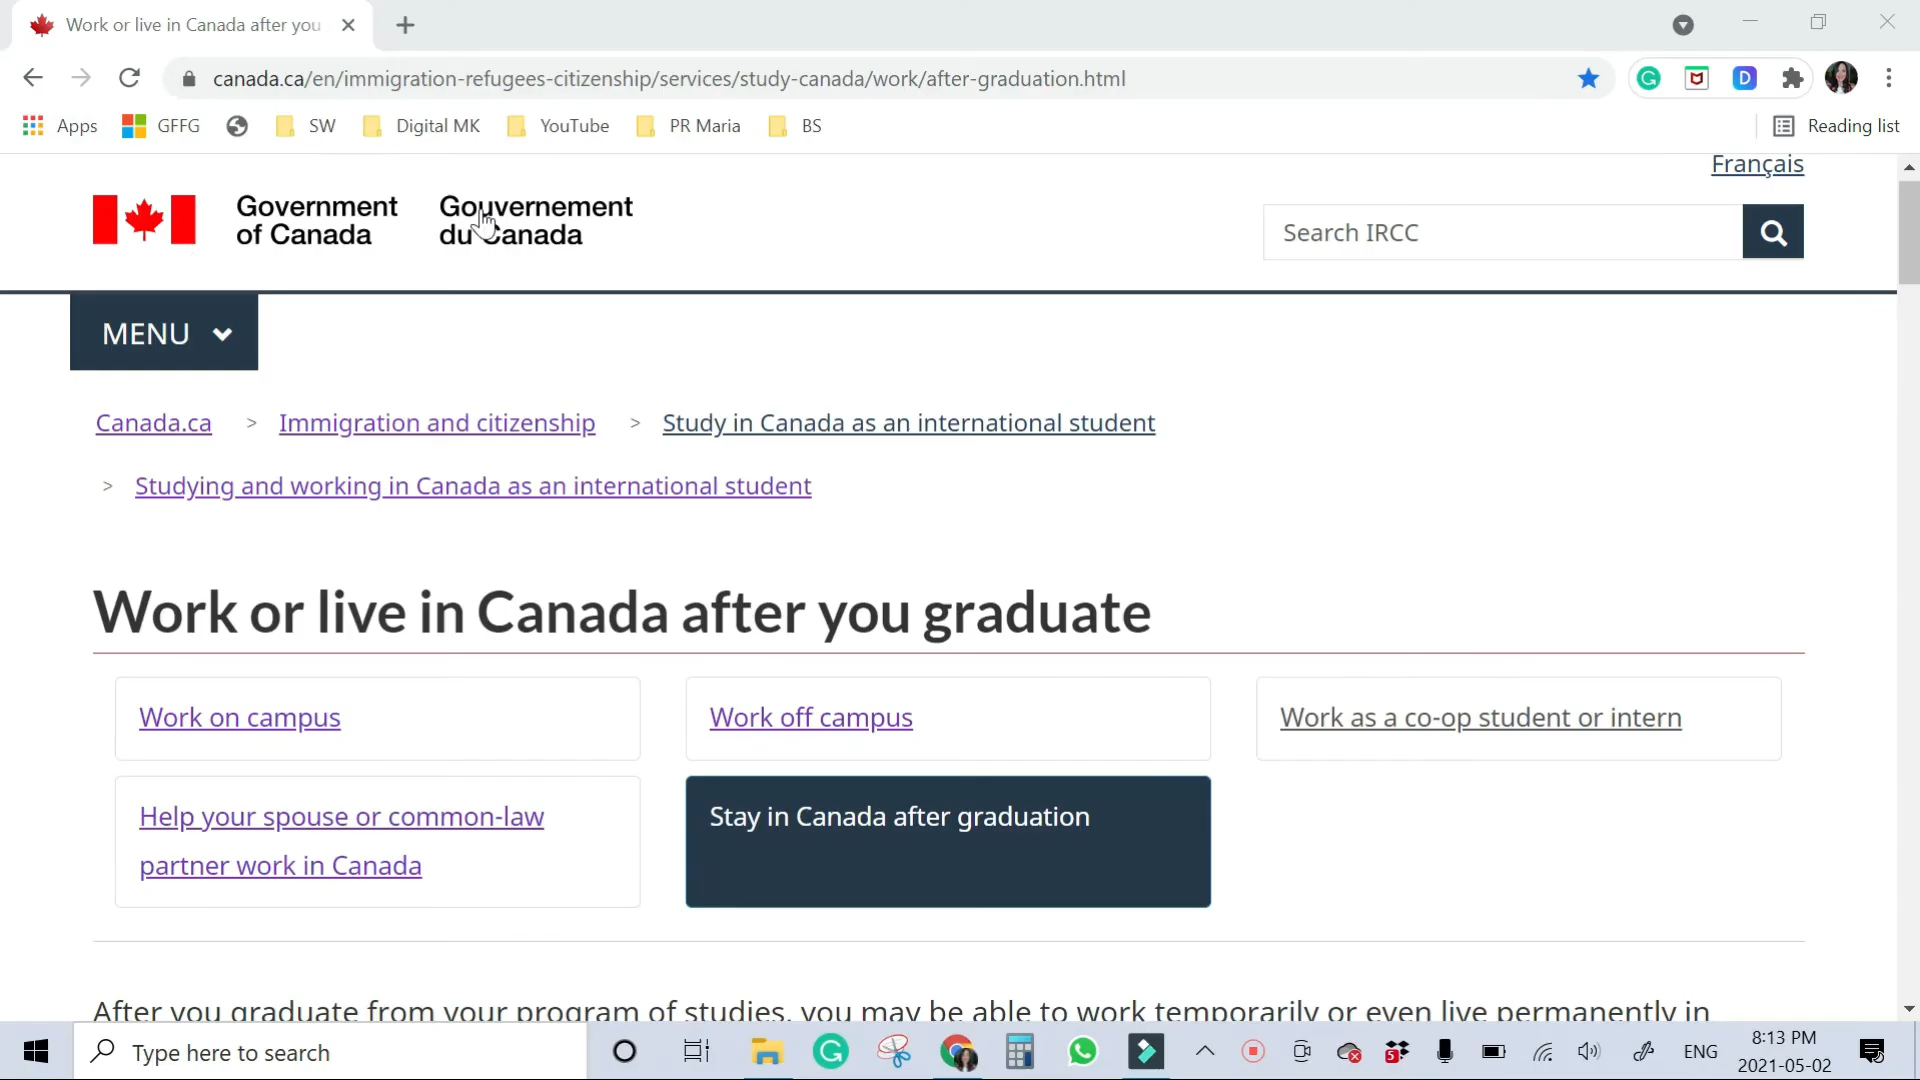 Work or live in Canada after you
canada.ca/en/immigration-refugees-citizenship/services/study-canada/work/after-graduation.html
Apps GFFG SW Digital MK YouTube PR Maria BS Reading list
Français
Government of Canada
Gouvernement du Canada
Search IRCC
MENU
Canada.ca > Immigration and citizenship > Study in Canada as an international student
> Studying and working in Canada as an international student
Work or live in Canada after you graduate
Work on campus
Work off campus
Work as a co-op student or intern
Help your spouse or common-law
partner work in Canada
Stay in Canada after graduation
After you graduate from your program of studies, you may be able to work temporarily or even live permanently in
Type here to search
ENG
8:13 PM
2021-05-02